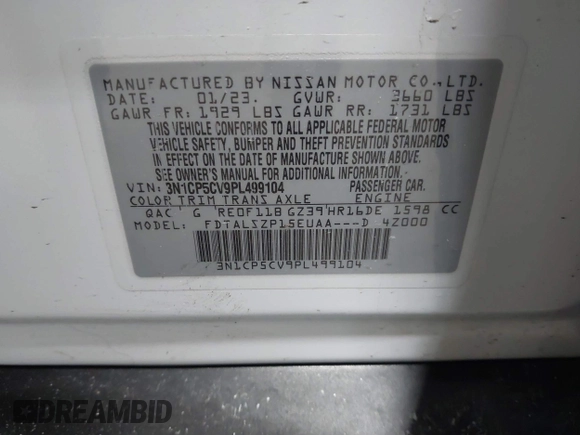 MANUFACTURED BY NISSAN MOTOR CO.,LTD.
DATE: 01/23. GVWR: 3660 LBS
GAWR FR: 1929 LBS GAWR RR: 1731 LBS
THIS VEHICLE CONFORMS TO ALL APPLICABLE FEDERAL MOTOR
VEHICLE SAFETY, BUMPER AND THEFT PREVENTION STANDARDS
IN EFFECT ON THE DATE OF MANUFACTURE SHOWN ABOVE.
SEE OWNER'S MANUAL FOR ADDITIONAL INFORMATION
VIN: 3N1CP5CV9PL499104 PASSENGER CAR.
COLOR TRIM TRANS AXLE ENGINE
QAC G RE0F11B GZ39 HR16DE 1598 CC
MODEL: FDTALSZP15EUAA---D 4Z000
3N1CP5CV9PL499104
DREAMBID